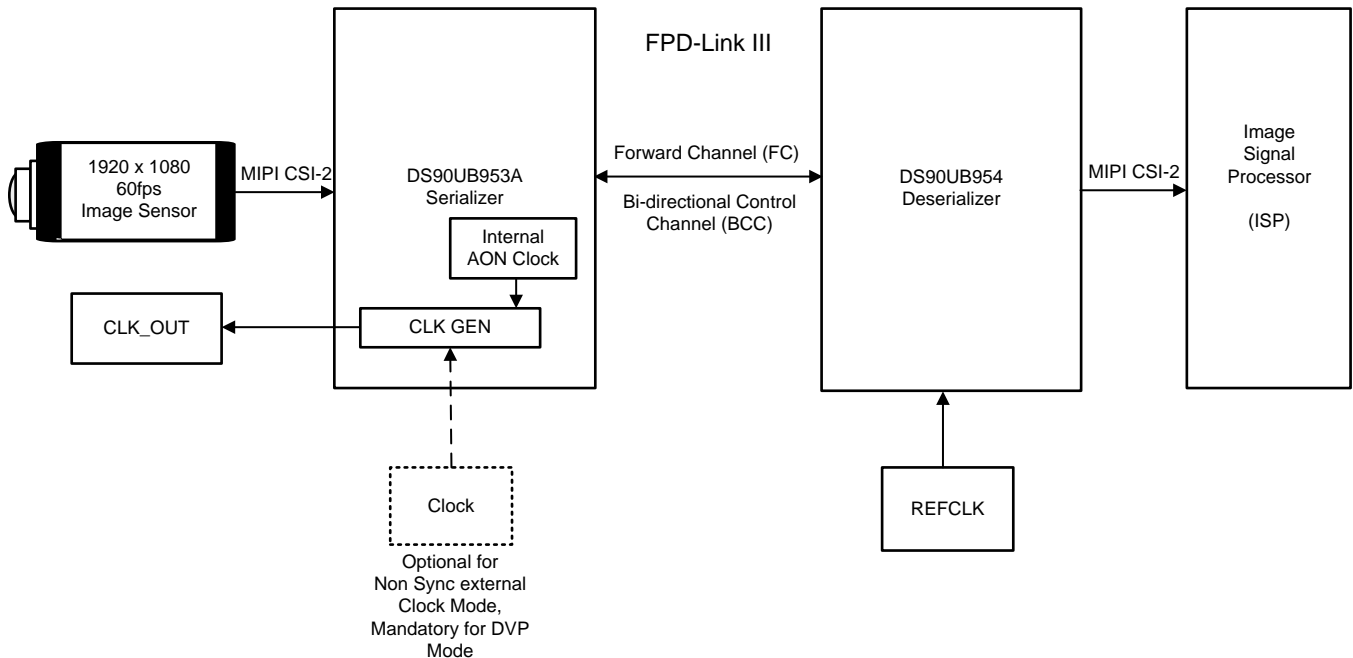 FPD-Link III
1920 x 1080
60fps
Image Sensor
MIPI CSI-2
DS90UB953A
Serializer
Internal
AON Clock
CLK GEN
CLK_OUT
Clock
Optional for
Non Sync external
Clock Mode,
Mandatory for DVP
Mode
Forward Channel (FC)
Bi-directional Control
Channel (BCC)
DS90UB954
Deserializer
REFCLK
MIPI CSI-2
Image
Signal
Processor
(ISP)